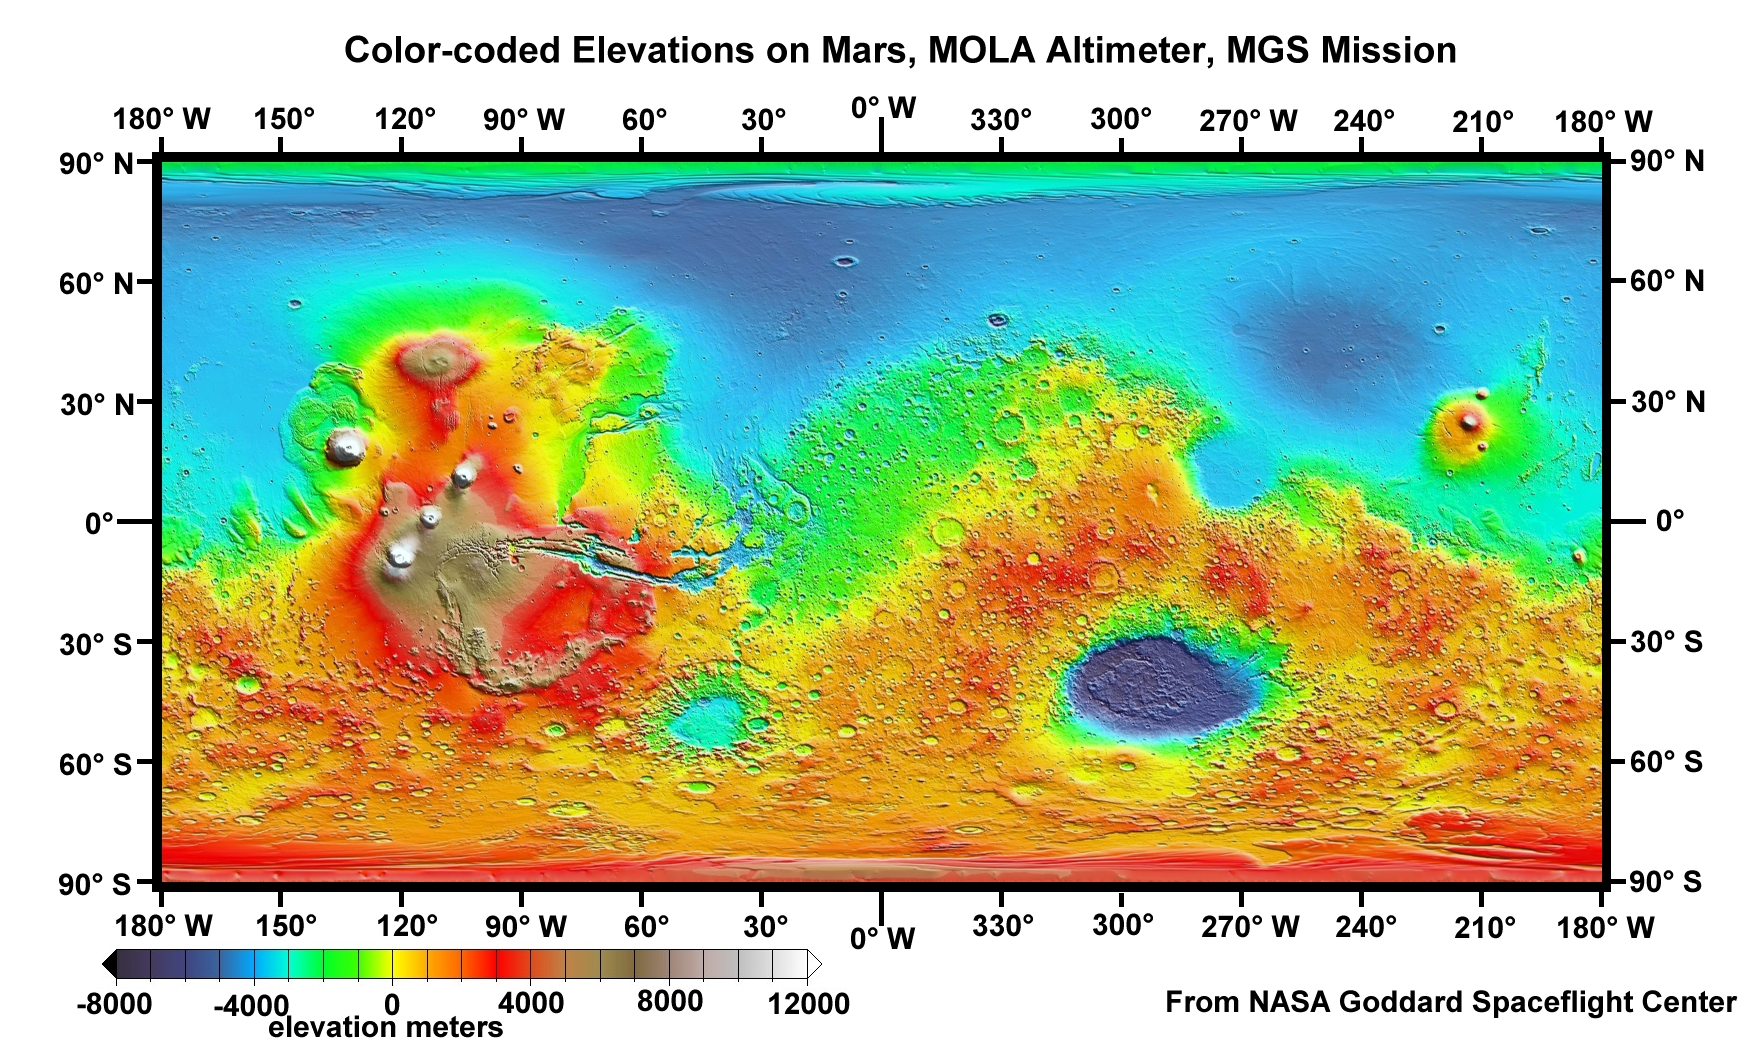 Color-coded Elevations on Mars, MOLA Altimeter, MGS Mission
180° W 150° 120° 90° W 60° 30° 0° W 330° 300° 270° W 240° 210° 180° W
90° N 90° N
60° N 60° N
30° N 30° N
0° 0°
30° S 30° S
60° S 60° S
90° S 90° S
180° W 150° 120° 90° W 60° 30° 0° W 330° 300° 270° W 240° 210° 180° W
-8000 -4000 0 4000 8000 12000
elevation meters
From NASA Goddard Spaceflight Center